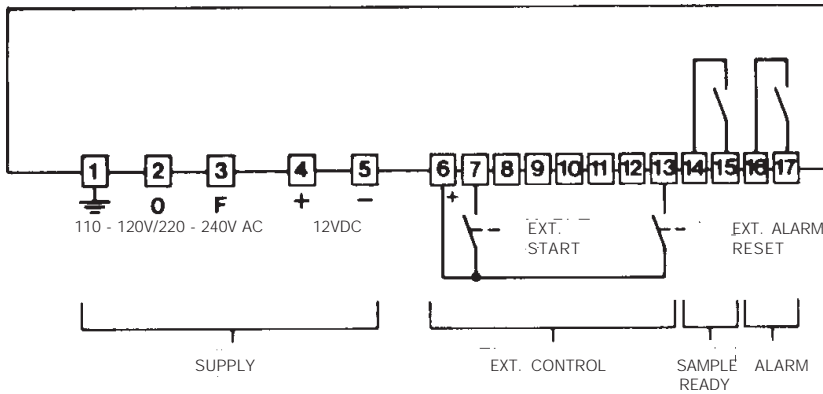 1 2 3 4 5 6 7 8 9 10 11 12 13 14 15 16 17
O F + - +
110 - 120V/220 - 240V AC 12VDC
EXT. START
EXT. ALARM RESET
SUPPLY
EXT. CONTROL
SAMPLE READY
ALARM